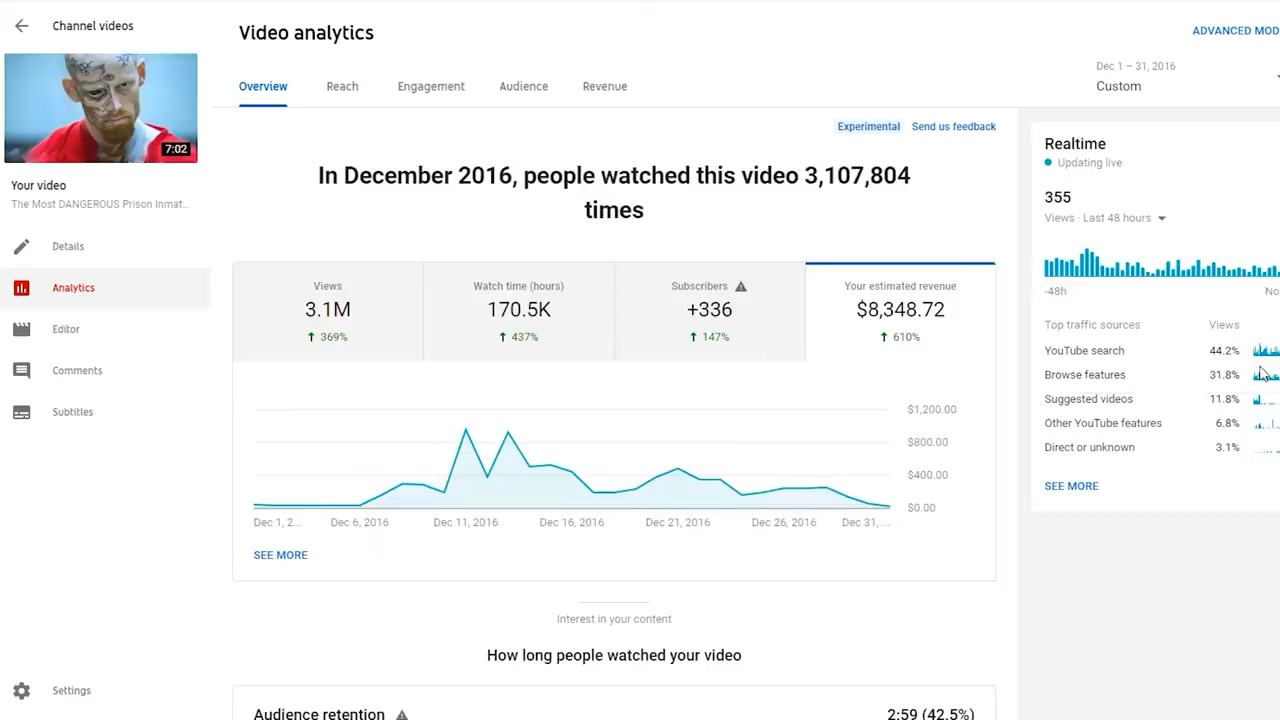 Channel videos
7:02
Your video
The Most DANGEROUS Prison Inmat...
Details
Analytics
Editor
Comments
Subtitles
Settings
Video analytics
ADVANCED MOD
Overview
Reach
Engagement
Audience
Revenue
Dec 1 – 31, 2016
Custom
Experimental
Send us feedback
In December 2016, people watched this video 3,107,804
times
Views
3.1M
369%
Watch time (hours)
170.5K
437%
Subscribers
+336
147%
Your estimated revenue
$8,348.72
610%
$1,200.00
$800.00
$400.00
$0.00
Dec 1, 2...
Dec 6, 2016
Dec 11, 2016
Dec 16, 2016
Dec 21, 2016
Dec 26, 2016
Dec 31, ...
SEE MORE
Interest in your content
How long people watched your video
Audience retention
2:59 (42.5%)
Realtime
Updating live
355
Views · Last 48 hours
-48h
No
Top traffic sources
Views
YouTube search
44.2%
Browse features
31.8%
Suggested videos
11.8%
Other YouTube features
6.8%
Direct or unknown
3.1%
SEE MORE